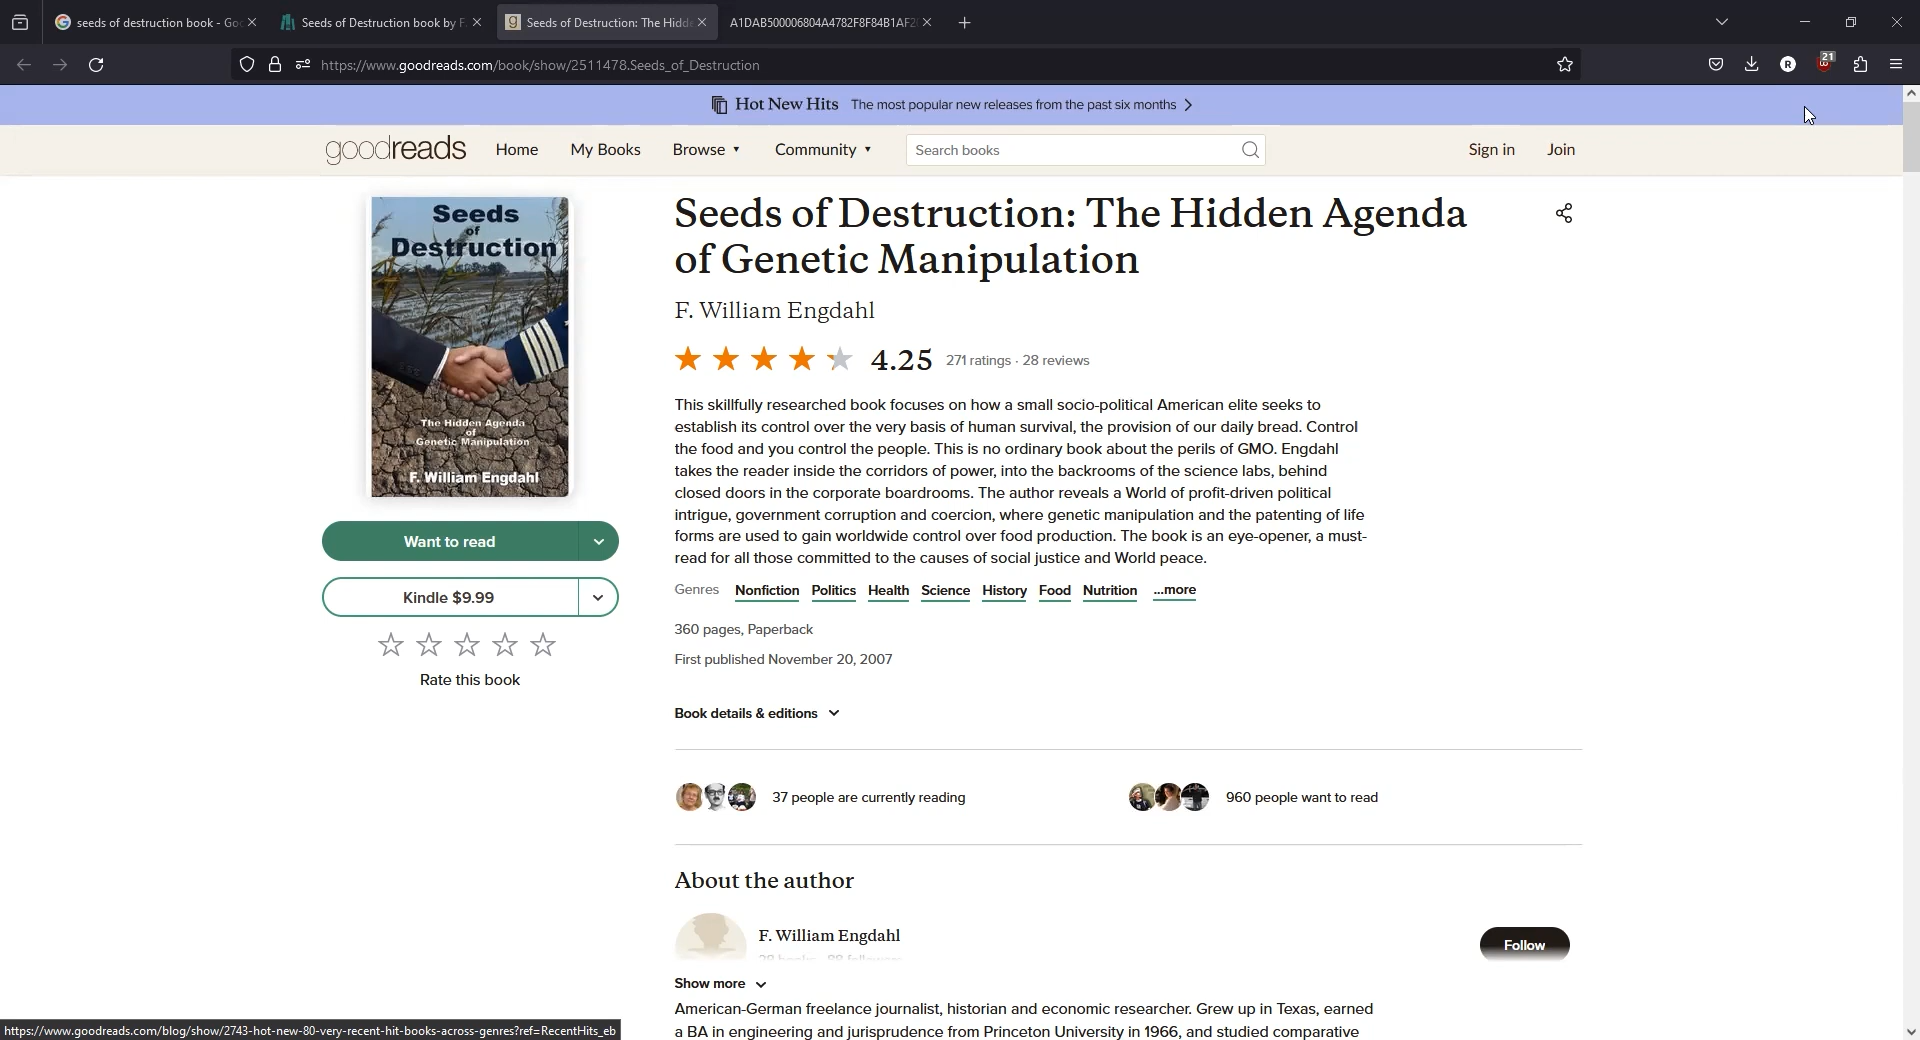 seeds of destruction book - Go
Seeds of Destruction book by F.
Seeds of Destruction: The Hidde
A1DAB500006804A4782F8F84B1AF2
https://www.goodreads.com/book/show/2511478.Seeds_of_Destruction
R
21
Hot New Hits The most popular new releases from the past six months
goodreads
Home
My Books
Browse
Community
Search books
Sign in
Join
Seeds
of
Destruction
The Hidden Agenda
of
Genetic Manipulation
F. William Engdahl
Want to read
Kindle $9.99
Rate this book
Seeds of Destruction: The Hidden Agenda
of Genetic Manipulation
F. William Engdahl
4.25 271 ratings · 28 reviews
This skillfully researched book focuses on how a small socio-political American elite seeks to
establish its control over the very basis of human survival, the provision of our daily bread. Control
the food and you control the people. This is no ordinary book about the perils of GMO. Engdahl
takes the reader inside the corridors of power, into the backrooms of the science labs, behind
closed doors in the corporate boardrooms. The author reveals a World of profit-driven political
intrigue, government corruption and coercion, where genetic manipulation and the patenting of life
forms are used to gain worldwide control over food production. The book is an eye-opener, a must-
read for all those committed to the causes of social justice and World peace.
Genres Nonfiction Politics Health Science History Food Nutrition ...more
360 pages, Paperback
First published November 20, 2007
Book details & editions
37 people are currently reading
960 people want to read
About the author
F. William Engdahl
Follow
Show more
American-German freelance journalist, historian and economic researcher. Grew up in Texas, earned
a BA in engineering and jurisprudence from Princeton University in 1966, and studied comparative
https://www.goodreads.com/blog/show/2743-hot-new-80-very-recent-hit-books-across-genres?ref=RecentHits_eb